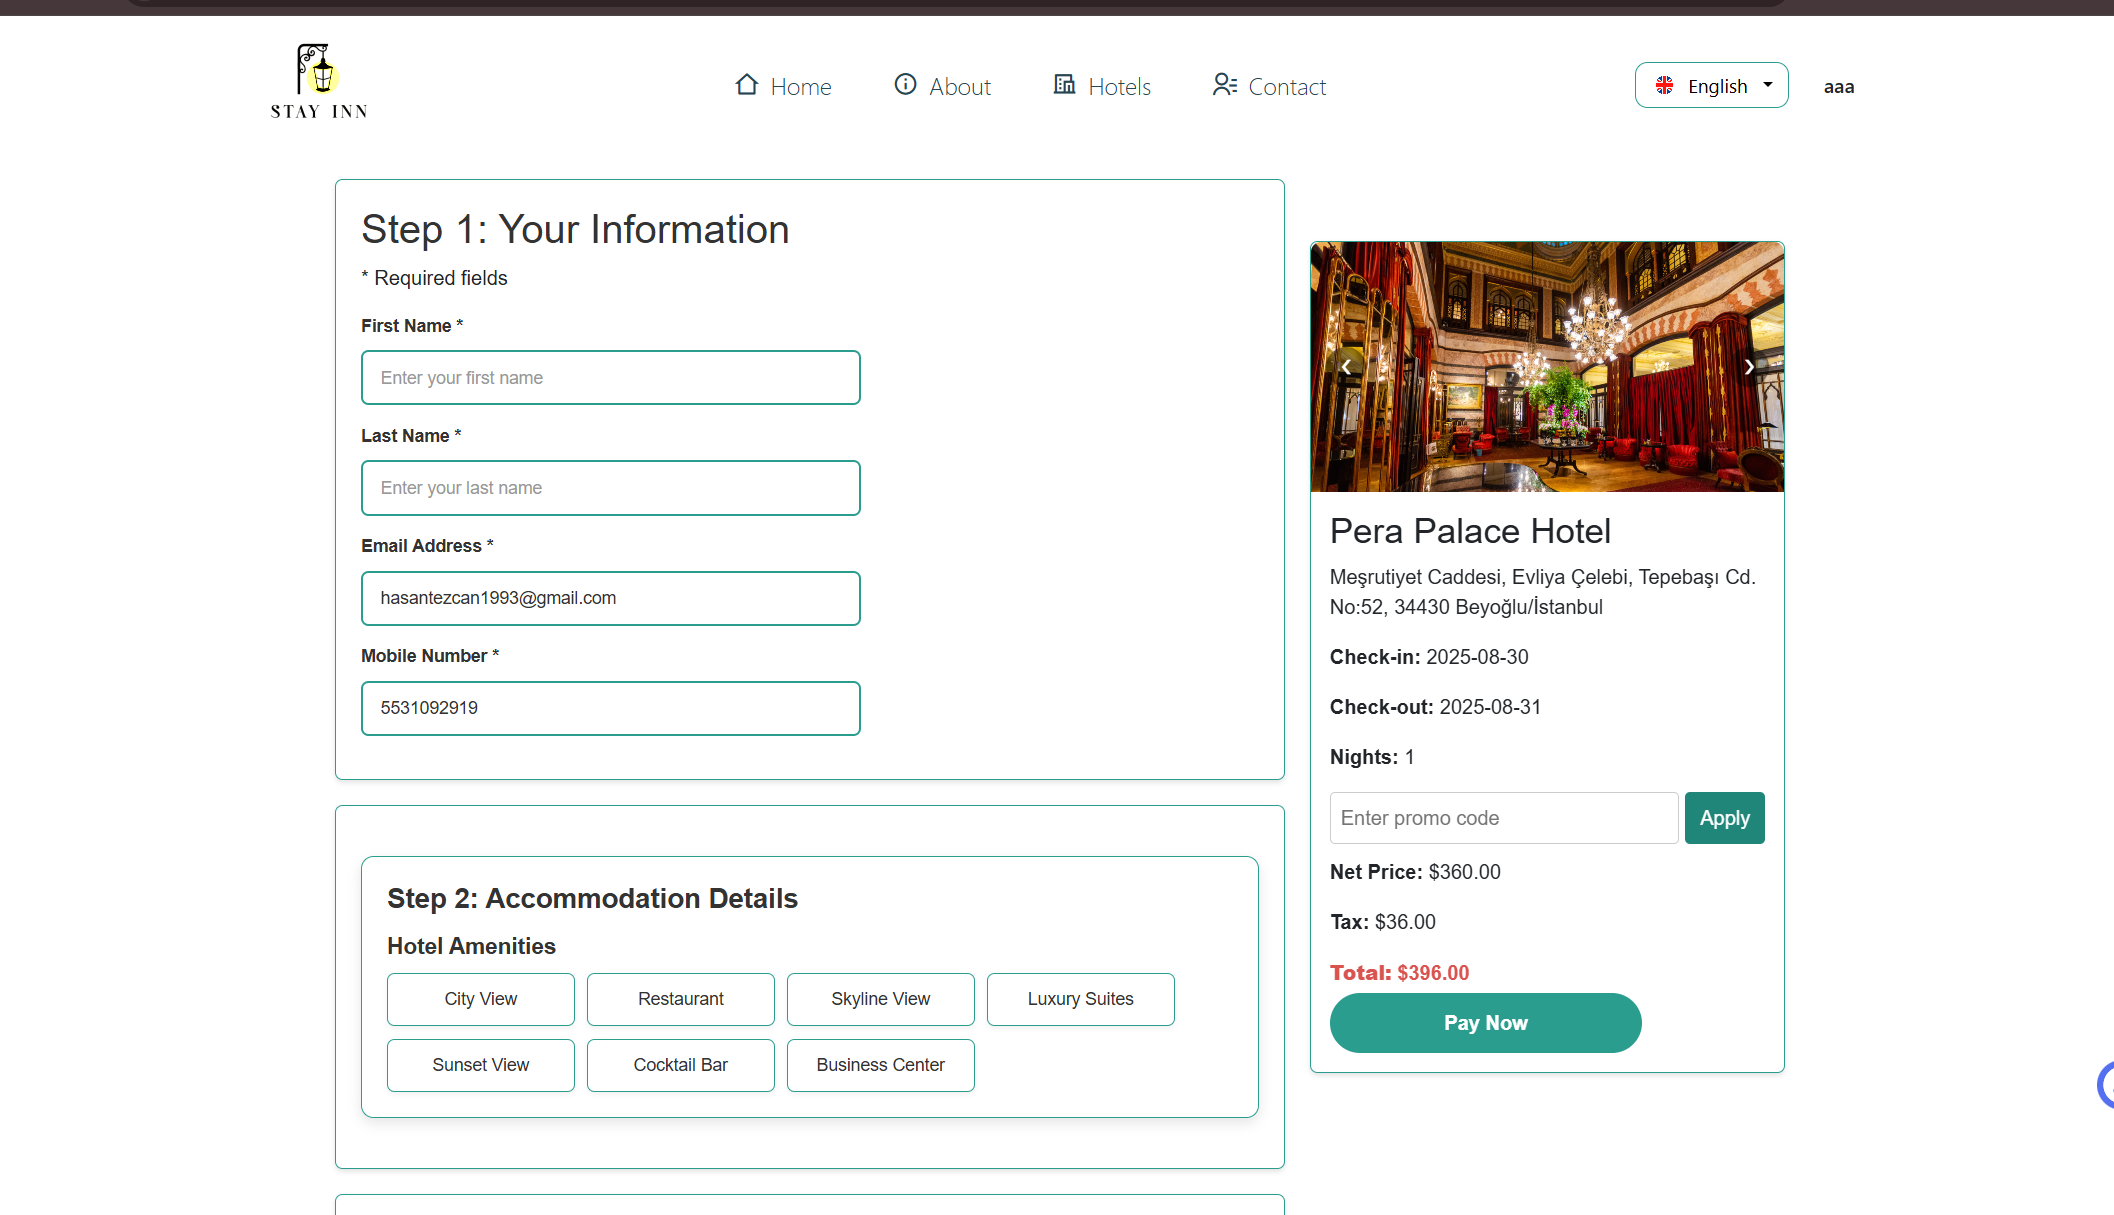 STAY INN
Home
About
Hotels
Contact
English
aaa
Step 1: Your Information
* Required fields
First Name *
Enter your first name
Last Name *
Enter your last name
Email Address *
hasantezcan1993@gmail.com
Mobile Number *
5531092919
Step 2: Accommodation Details
Hotel Amenities
City View
Restaurant
Skyline View
Luxury Suites
Sunset View
Cocktail Bar
Business Center
Pera Palace Hotel
Meşrutiyet Caddesi, Evliya Çelebi, Tepebaşı Cd.
No:52, 34430 Beyoğlu/İstanbul
Check-in: 2025-08-30
Check-out: 2025-08-31
Nights: 1
Enter promo code
Apply
Net Price: $360.00
Tax: $36.00
Total: $396.00
Pay Now